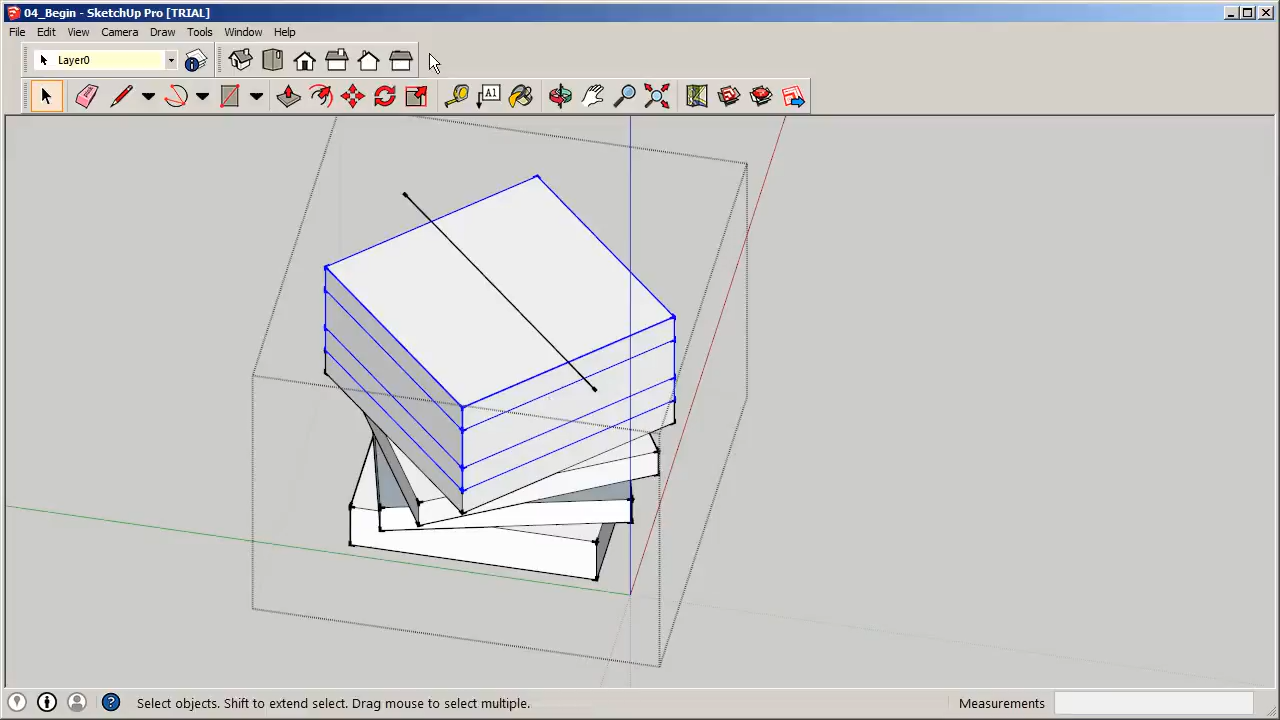 04_Begin - SketchUp Pro [TRIAL]
File Edit View Camera Draw Tools Window Help
Layer0
A1
Select objects. Shift to extend select. Drag mouse to select multiple.
Measurements